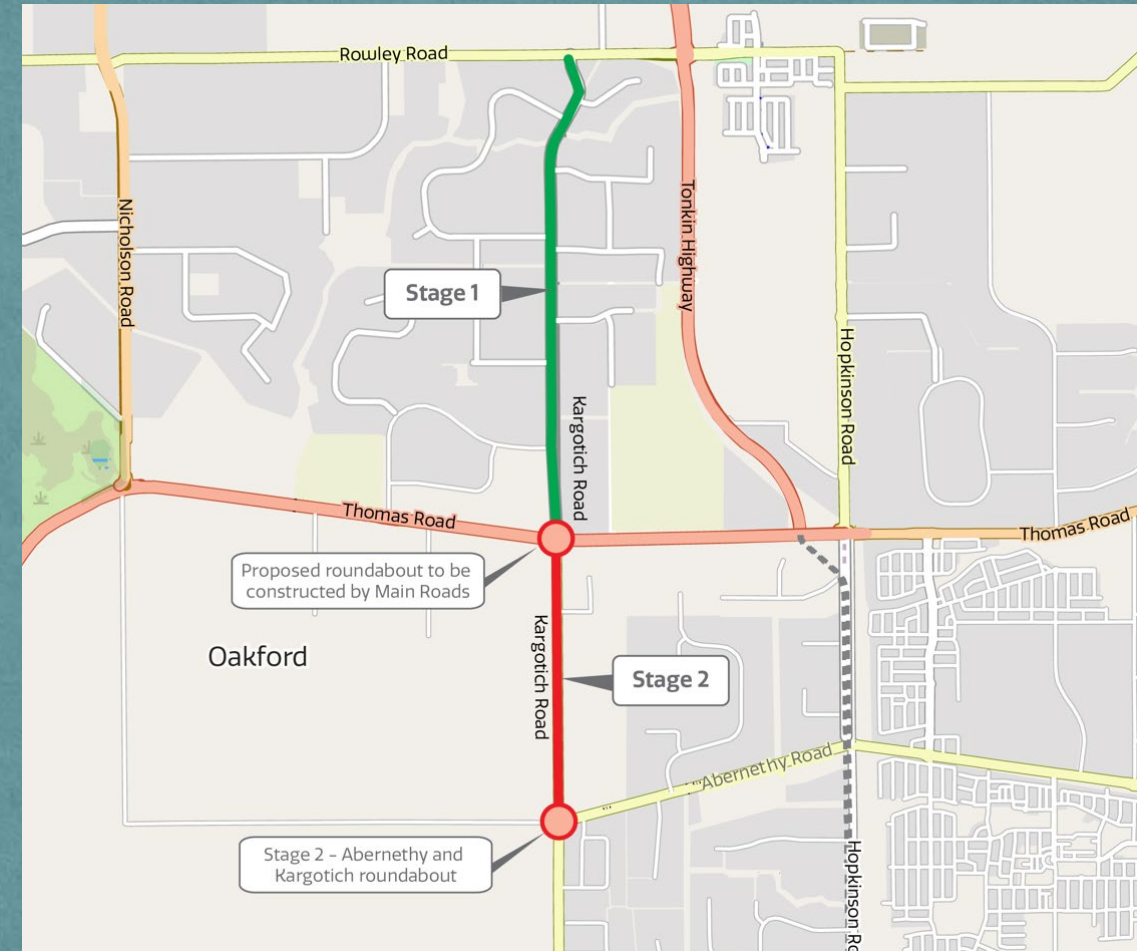 Rowley Road
Nicholson Road
Tonkin Highway
Stage 1
Hopkinson Road
Kargotich Road
Thomas Road
Thomas Road
Proposed roundabout to be
constructed by Main Roads
Kargotich Road
Oakford
Stage 2
Abernethy Road
Stage 2 - Abernethy and
Kargotich roundabout
Hopkinson Ro